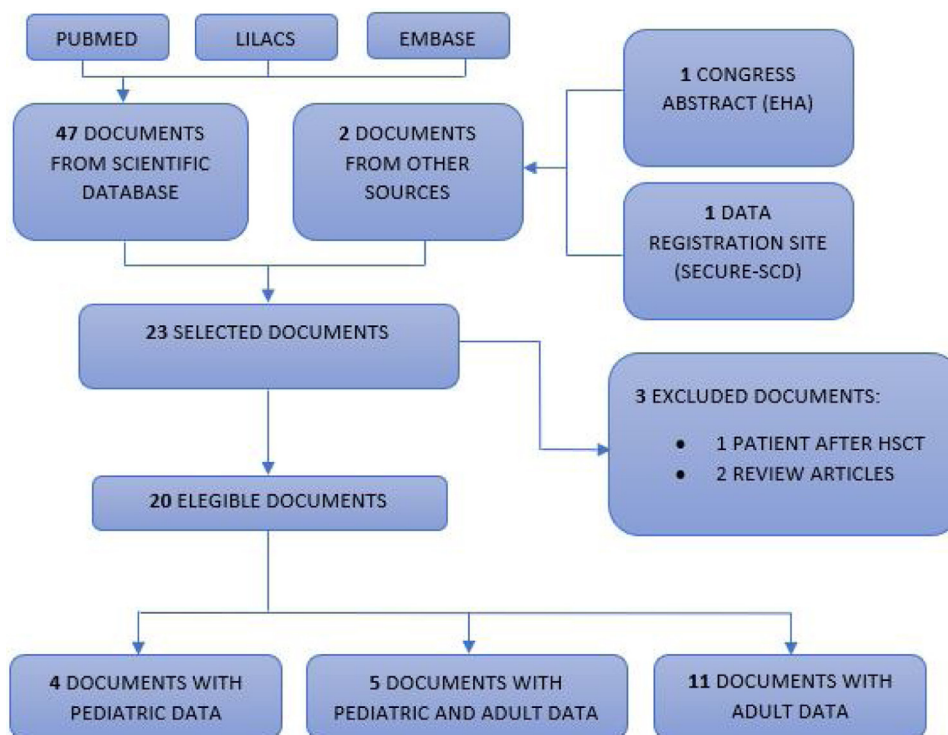 PUBMED
LILACS
EMBASE
47 DOCUMENTS
FROM SCIENTIFIC
DATABASE
2 DOCUMENTS
FROM OTHER
SOURCES
1 CONGRESS
ABSTRACT (EHA)
1 DATA
REGISTRATION SITE
(SECURE-SCD)
23 SELECTED DOCUMENTS
3 EXCLUDED DOCUMENTS:
• 1 PATIENT AFTER HSCT
• 2 REVIEW ARTICLES
20 ELEGIBLE DOCUMENTS
4 DOCUMENTS WITH
PEDIATRIC DATA
5 DOCUMENTS WITH
PEDIATRIC AND ADULT DATA
11 DOCUMENTS WITH
ADULT DATA